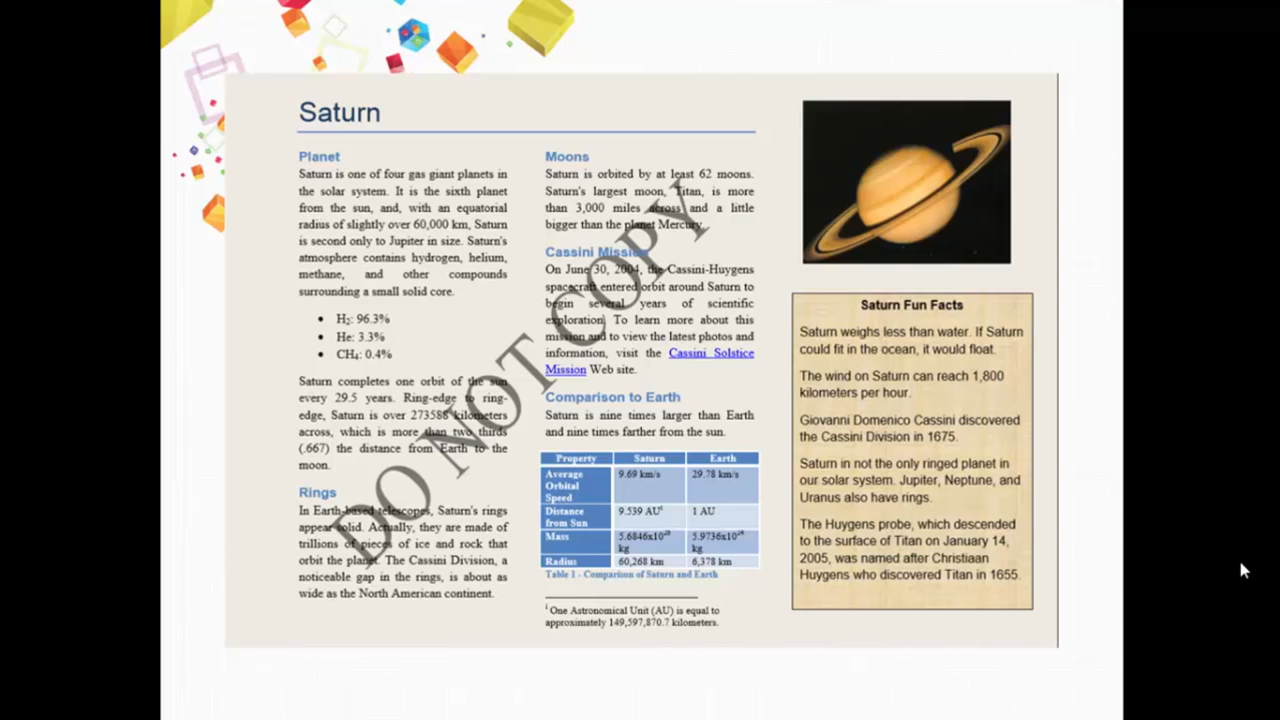 Saturn
Planet
Saturn is one of four gas giant planets in
the solar system. It is the sixth planet
from the sun, and, with an equatorial
radius of slightly over 60,000 km, Saturn
is second only to Jupiter in size. Saturn's
atmosphere contains hydrogen, helium,
methane, and other compounds
surrounding a small solid core.
• H₂: 96.3%
• He: 3.3%
• CH₄: 0.4%
Saturn completes one orbit of the sun
every 29.5 years. Ring-edge to ring-
edge, Saturn is over 273588 kilometers
across, which is more than two thirds
(.667) the distance from Earth to the
moon.
Rings
In Earth-based telescopes, Saturn's rings
appear solid. Actually, they are made of
trillions of pieces of ice and rock that
orbit the planet. The Cassini Division, a
noticeable gap in the rings, is about as
wide as the North American continent.
Moons
Saturn is orbited by at least 62 moons.
Saturn's largest moon, Titan, is more
than 3,000 miles across and a little
bigger than the planet Mercury.
Cassini Mission
On June 30, 2004, the Cassini-Huygens
spacecraft entered orbit around Saturn to
begin several years of scientific
exploration. To learn more about this
mission and to view the latest photos and
information, visit the Cassini Solstice
Mission Web site.
Comparison to Earth
Saturn is nine times larger than Earth
and nine times farther from the sun.
Property Saturn Earth
Average 9.69 km/s 29.78 km/s
Orbital
Speed
Distance 9.539 AUⁱ 1 AU
from Sun
Mass 5.6846x10²⁶ 5.9736x10²⁴
kg kg
Radius 60,268 km 6,378 km
Table 1 - Comparison of Saturn and Earth
ⁱ One Astronomical Unit (AU) is equal to
approximately 149,597,870.7 kilometers.
DO NOT COPY
Saturn Fun Facts
Saturn weighs less than water. If Saturn
could fit in the ocean, it would float.
The wind on Saturn can reach 1,800
kilometers per hour.
Giovanni Domenico Cassini discovered
the Cassini Division in 1675.
Saturn in not the only ringed planet in
our solar system. Jupiter, Neptune, and
Uranus also have rings.
The Huygens probe, which descended
to the surface of Titan on January 14,
2005, was named after Christiaan
Huygens who discovered Titan in 1655.